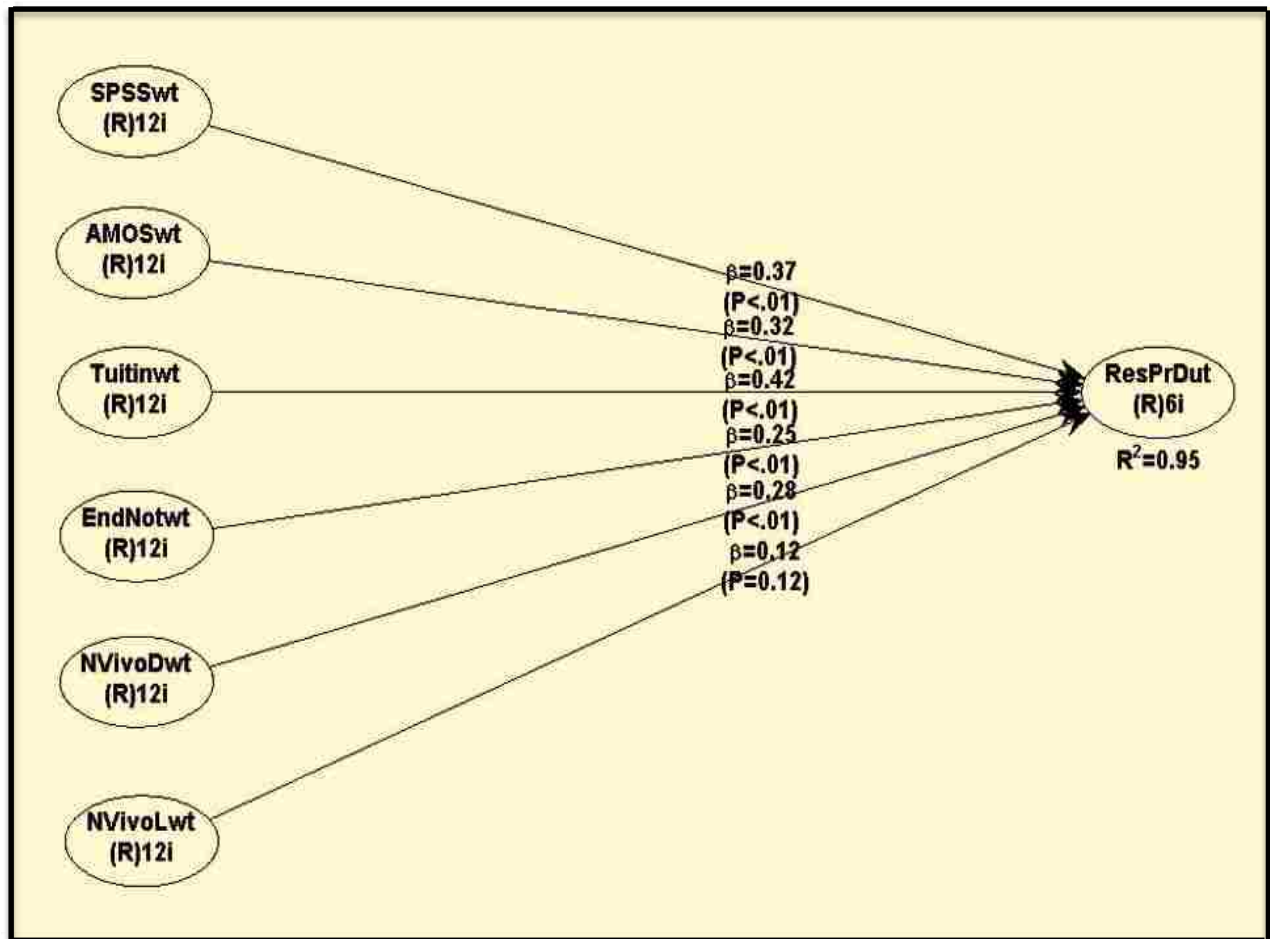 SPSSwt
(R)12i
AMOSwt
(R)12i
Tuitinwt
(R)12i
EndNotwt
(R)12i
NVivoDwt
(R)12i
NVivoLwt
(R)12i
β=0.37
(P<.01)
β=0.32
(P<.01)
β=0.42
(P<.01)
β=0.25
(P<.01)
β=0.28
(P<.01)
β=0.12
(P=0.12)
ResPrDut
(R)6i
R²=0.95